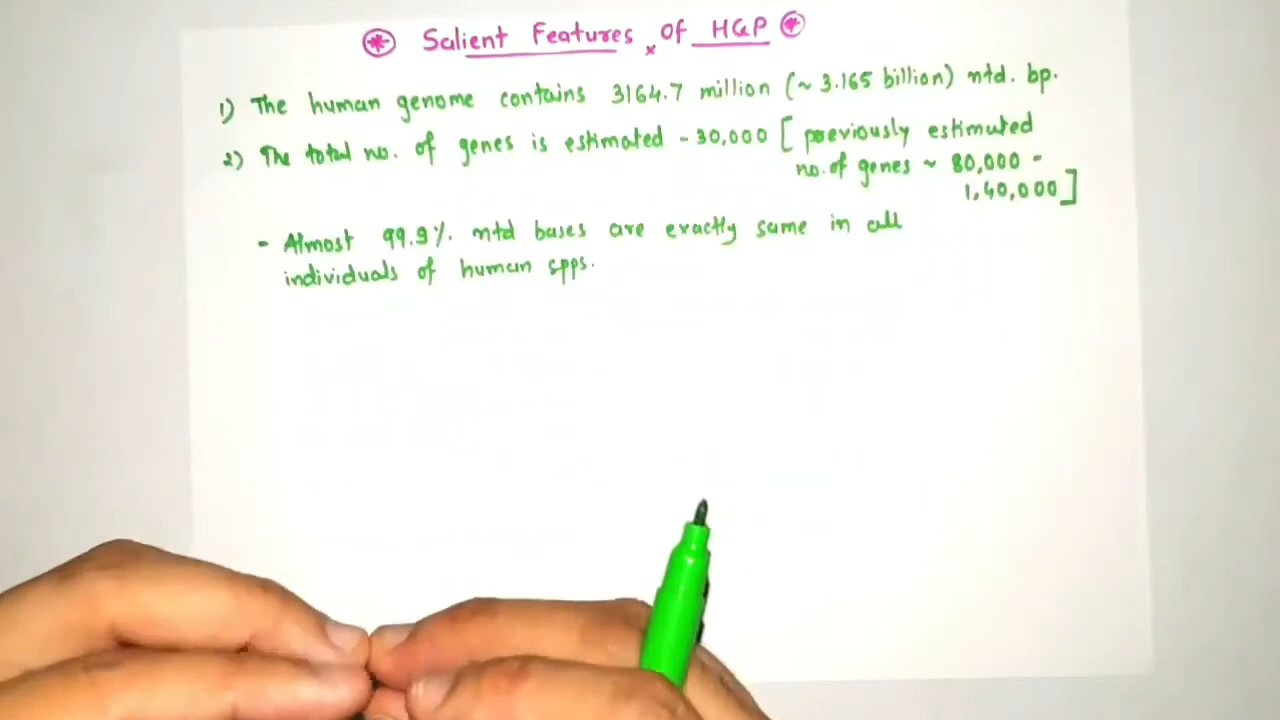 Salient Features of HGP
1) The human genome contains 3164.7 million (~ 3.165 billion) ntd. bp.
2) The total no. of genes is estimated - 30,000 [previously estimated
no. of genes ~ 80,000 -
1,40,000]
- Almost 99.9% ntd bases are exactly same in all
individuals of human spps.